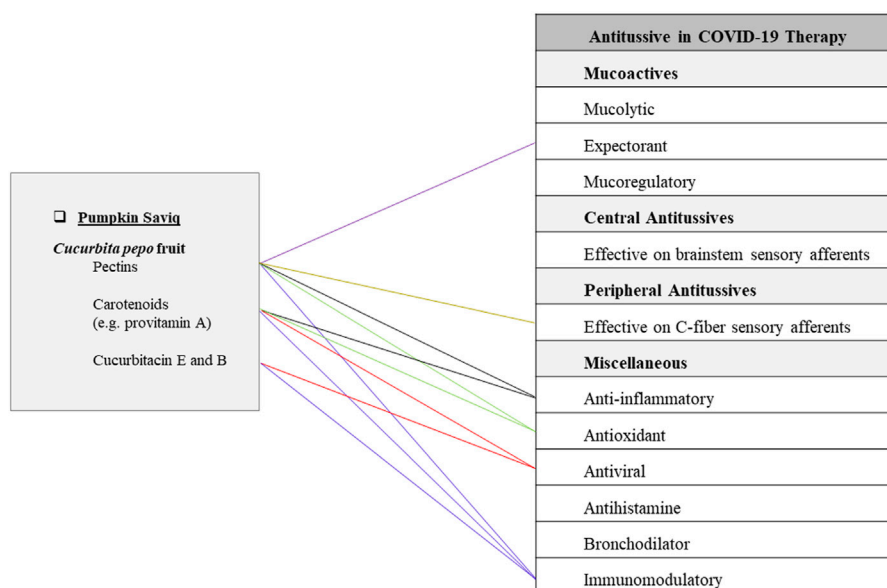 Pumpkin Saviq
Cucurbita pepo fruit
Pectins
Carotenoids
(e.g. provitamin A)
Cucurbitacin E and B
Antitussive in COVID-19 Therapy
Mucoactives
Mucolytic
Expectorant
Mucoregulatory
Central Antitussives
Effective on brainstem sensory afferents
Peripheral Antitussives
Effective on C-fiber sensory afferents
Miscellaneous
Anti-inflammatory
Antioxidant
Antiviral
Antihistamine
Bronchodilator
Immunomodulatory